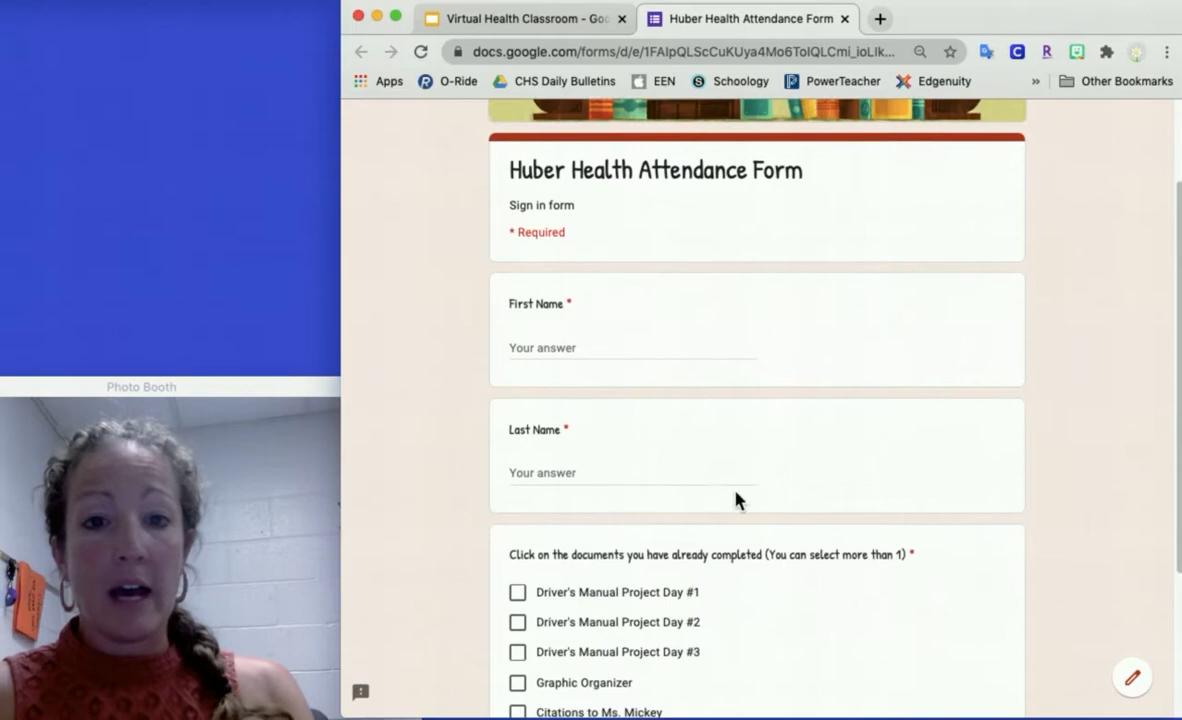 Virtual Health Classroom - Goo
Huber Health Attendance Form
docs.google.com/forms/d/e/1FAIpQLScCuKUya4Mo6ToIQLCmi_ioLIk...
Apps
O-Ride
CHS Daily Bulletins
EEN
Schoology
PowerTeacher
Edgenuity
»
Other Bookmarks
Huber Health Attendance Form
Sign in form
* Required
First Name *
Your answer
Last Name *
Your answer
Click on the documents you have already completed (You can select more than 1) *
Driver's Manual Project Day #1
Driver's Manual Project Day #2
Driver's Manual Project Day #3
Graphic Organizer
Citations to Ms. Mickey
Photo Booth